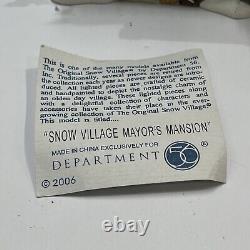 This is one of the many models available from
The Original Snow Village® by Department 56,
Inc. Traditionally, several pieces are retired from
the collection each year as newer designs are introduced.
All lighted pieces are crafted of ceramic
and handpainted to depict the nostalgic charm of
an olden day village. These lighted pieces along
with a delightful collection of characters and
accessories have taken their place in the ever-
growing collection of The Original Snow Village®
This model is titled....
"SNOW VILLAGE MAYOR'S MANSION"
MADE IN CHINA EXCLUSIVELY FOR
DEPARTMENT 56 ®
© 2006